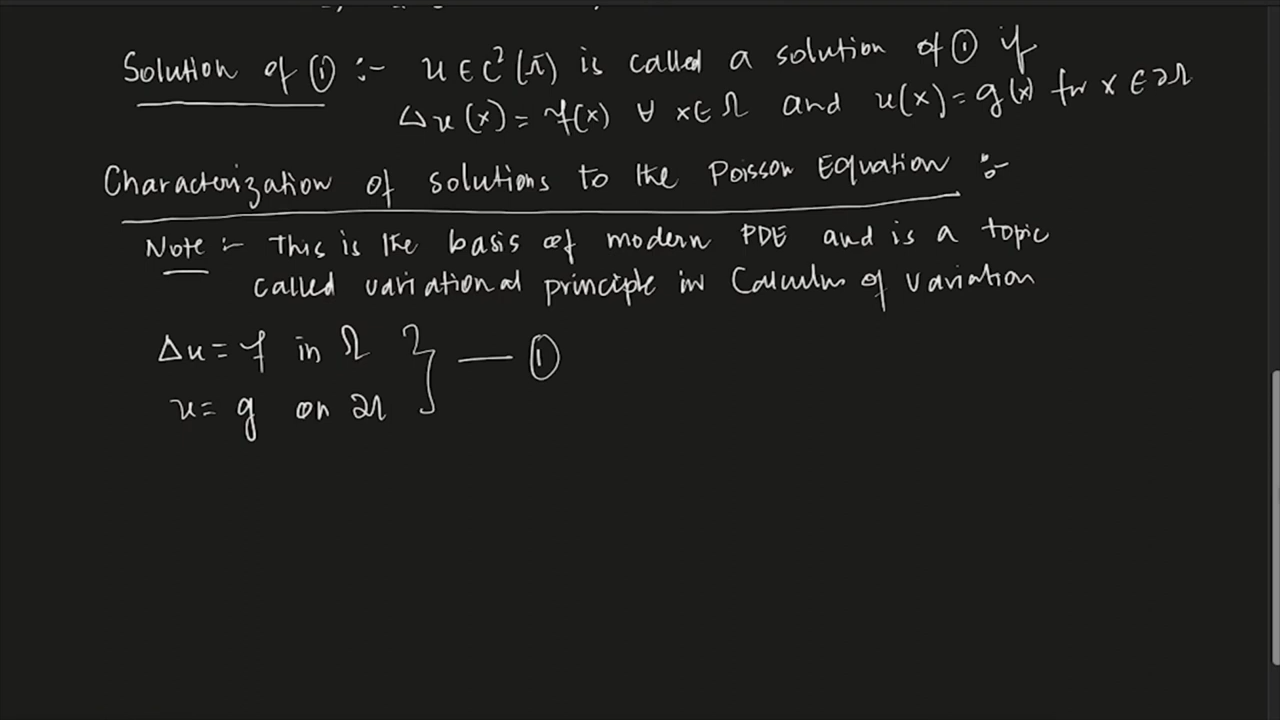 Solution of ① :- u ∈ C²(Ω̄) is called a solution of ① if
Δu(x) = f(x) ∀ x ∈ Ω and u(x) = g(x) for x ∈ ∂Ω
Characterization of solutions to the Poisson Equation :-
Note :- This is the basis of modern PDE and is a topic
called variational principle in Calculus of variation
Δu = f in Ω } — ①
u = g on ∂Ω